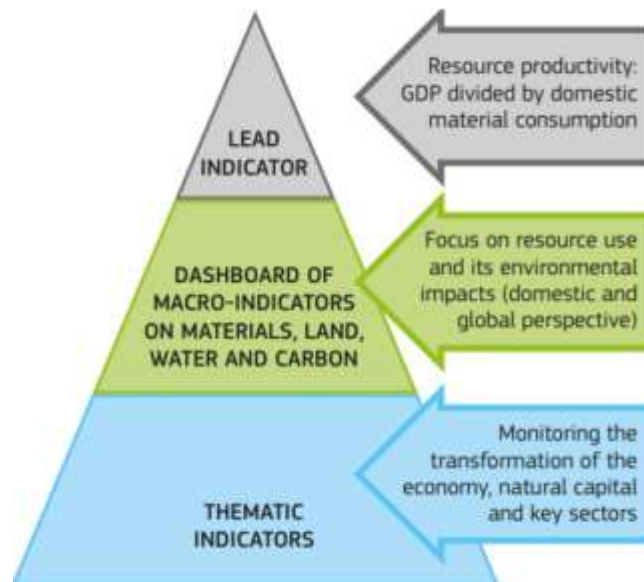 Resource productivity:
GDP divided by domestic
material consumption
LEAD
INDICATOR
Focus on resource use
and its environmental
impacts (domestic and
global perspective)
DASHBOARD OF
MACRO-INDICATORS
ON MATERIALS, LAND,
WATER AND CARBON
Monitoring the
transformation of the
economy, natural capital
and key sectors
THEMATIC
INDICATORS